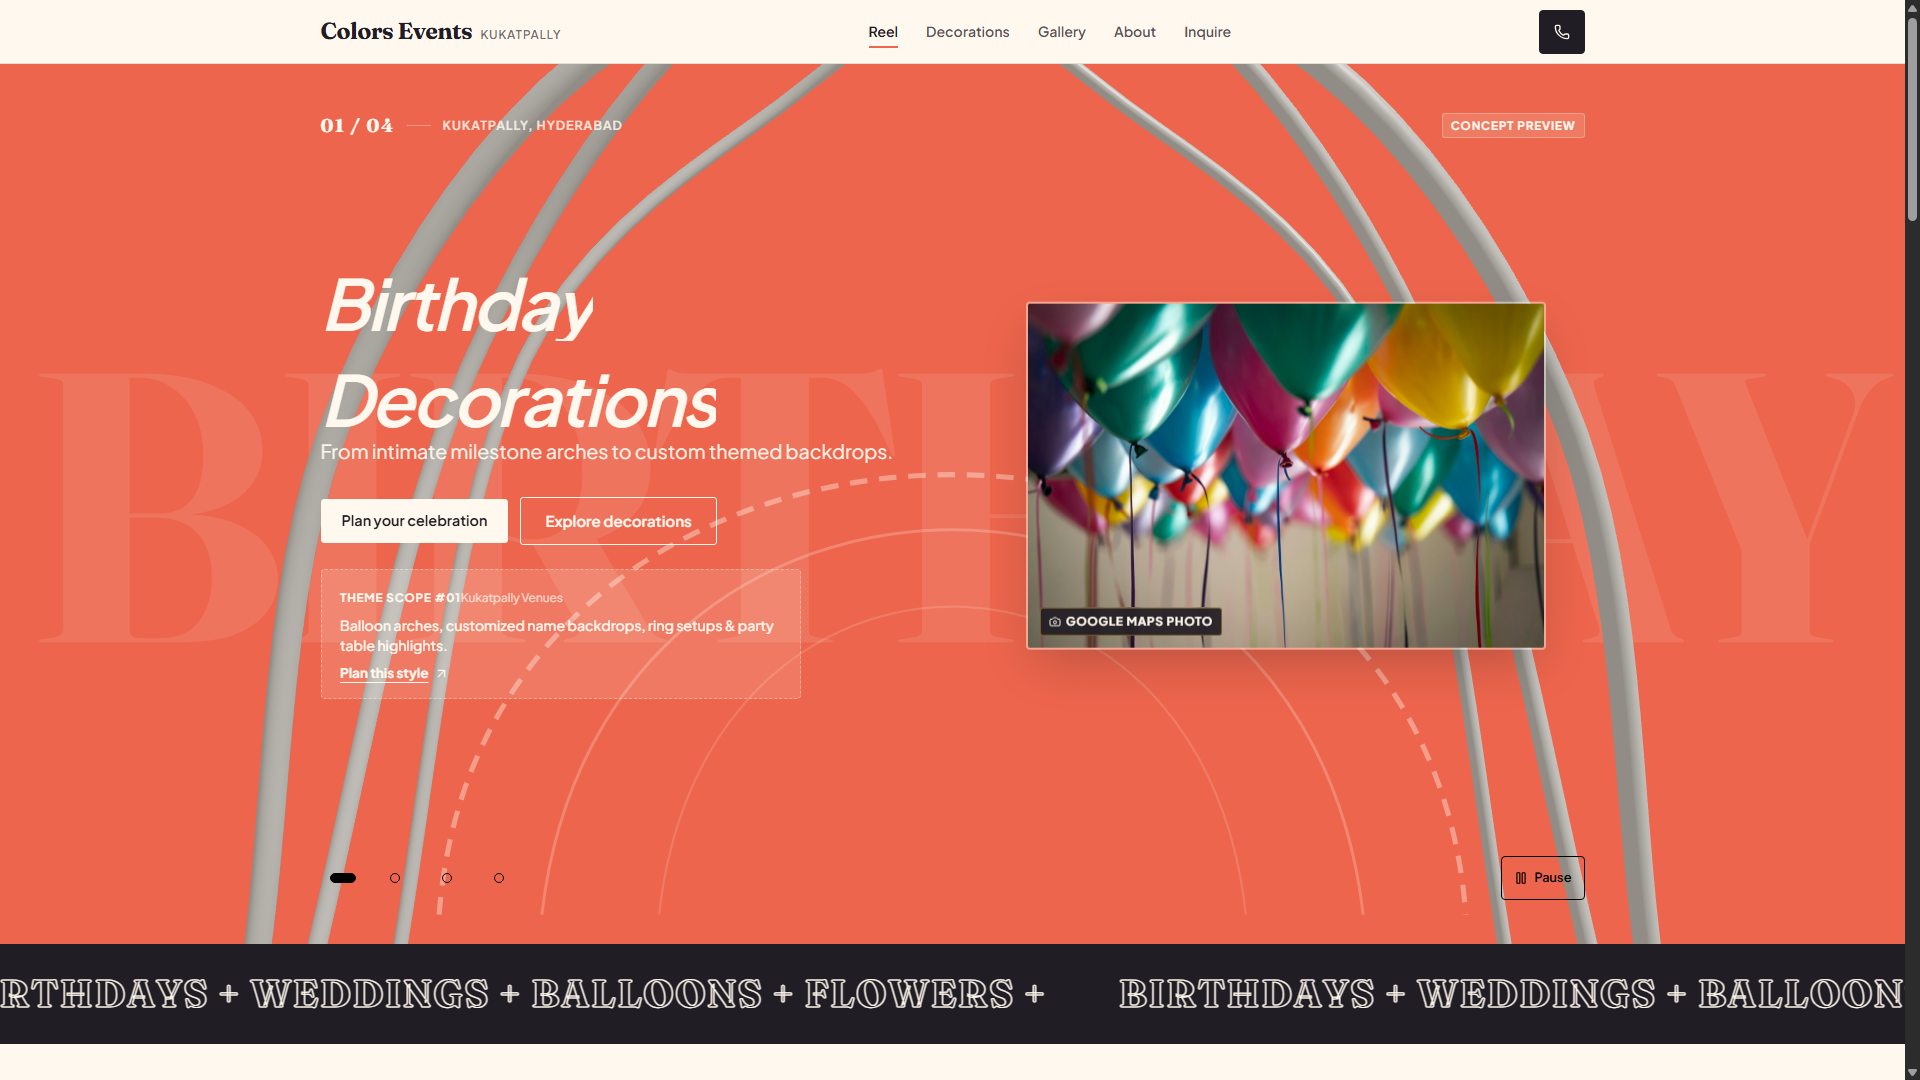 Colors Events KUKATPALLY
Reel Decorations Gallery About Inquire
01 / 04 KUKATPALLY, HYDERABAD
CONCEPT PREVIEW
Birthday
Decorations
From intimate milestone arches to custom themed backdrops.
Plan your celebration Explore decorations
THEME SCOPE #01Kukatpally Venues
Balloon arches, customized name backdrops, ring setups & party
table highlights.
Plan this style
GOOGLE MAPS PHOTO
BIRTHDAY
Pause
RTHDAYS + WEDDINGS + BALLOONS + FLOWERS + BIRTHDAYS + WEDDINGS + BALLOON